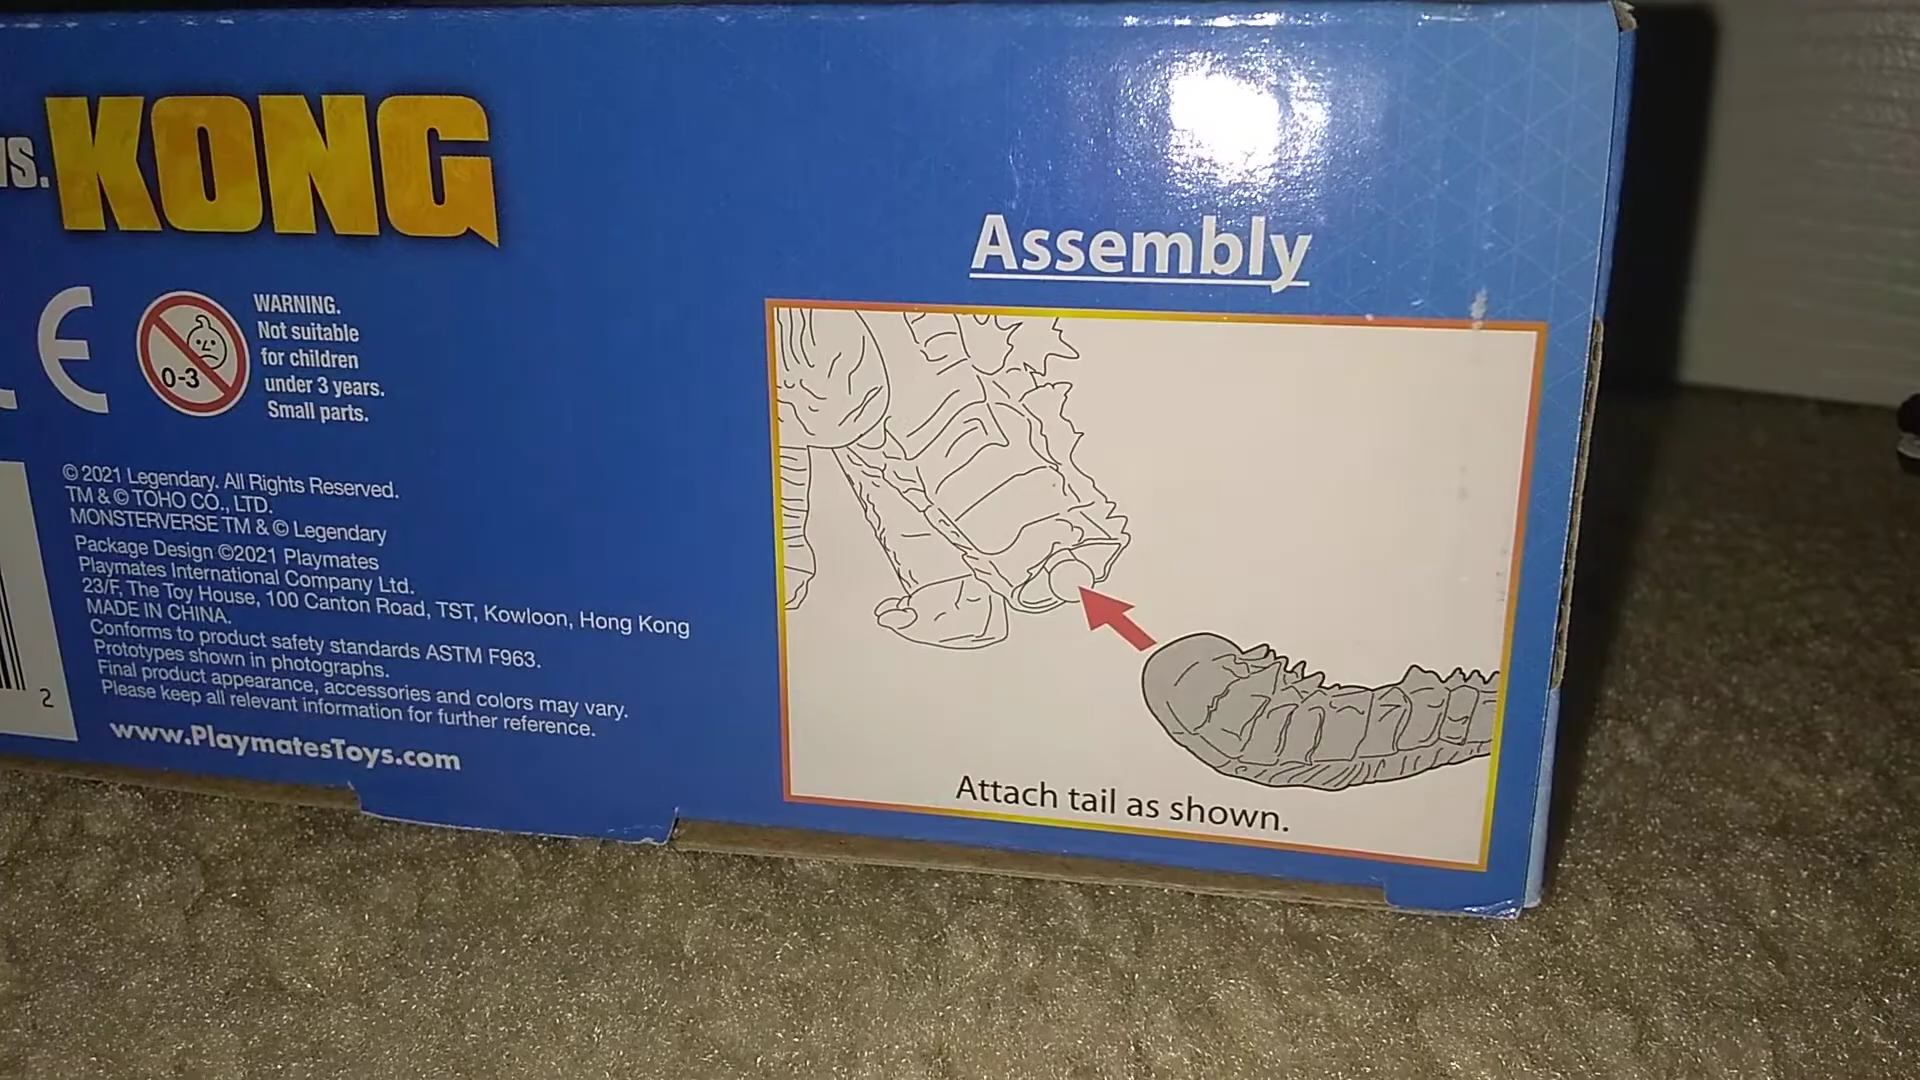 vs. KONG
CE
0-3
WARNING.
Not suitable
for children
under 3 years.
Small parts.
© 2021 Legendary. All Rights Reserved.
TM & © TOHO CO., LTD.
MONSTERVERSE TM & © Legendary
Package Design ©2021 Playmates
Playmates International Company Ltd.
23/F, The Toy House, 100 Canton Road, TST, Kowloon, Hong Kong
MADE IN CHINA.
Conforms to product safety standards ASTM F963.
Prototypes shown in photographs.
Final product appearance, accessories and colors may vary.
Please keep all relevant information for further reference.
www.PlaymatesToys.com
2
Assembly
Attach tail as shown.